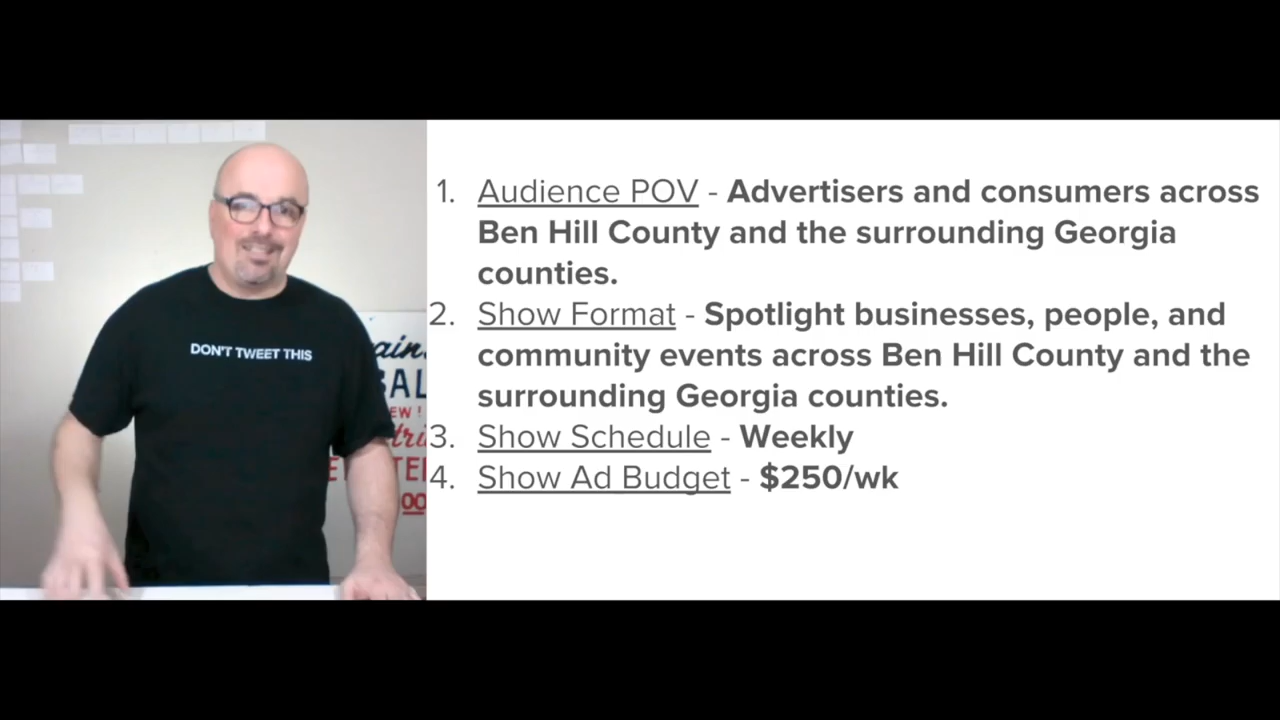 1. Audience POV - Advertisers and consumers across
Ben Hill County and the surrounding Georgia
counties.
2. Show Format - Spotlight businesses, people, and
community events across Ben Hill County and the
surrounding Georgia counties.
3. Show Schedule - Weekly
4. Show Ad Budget - $250/wk
DON'T TWEET THIS